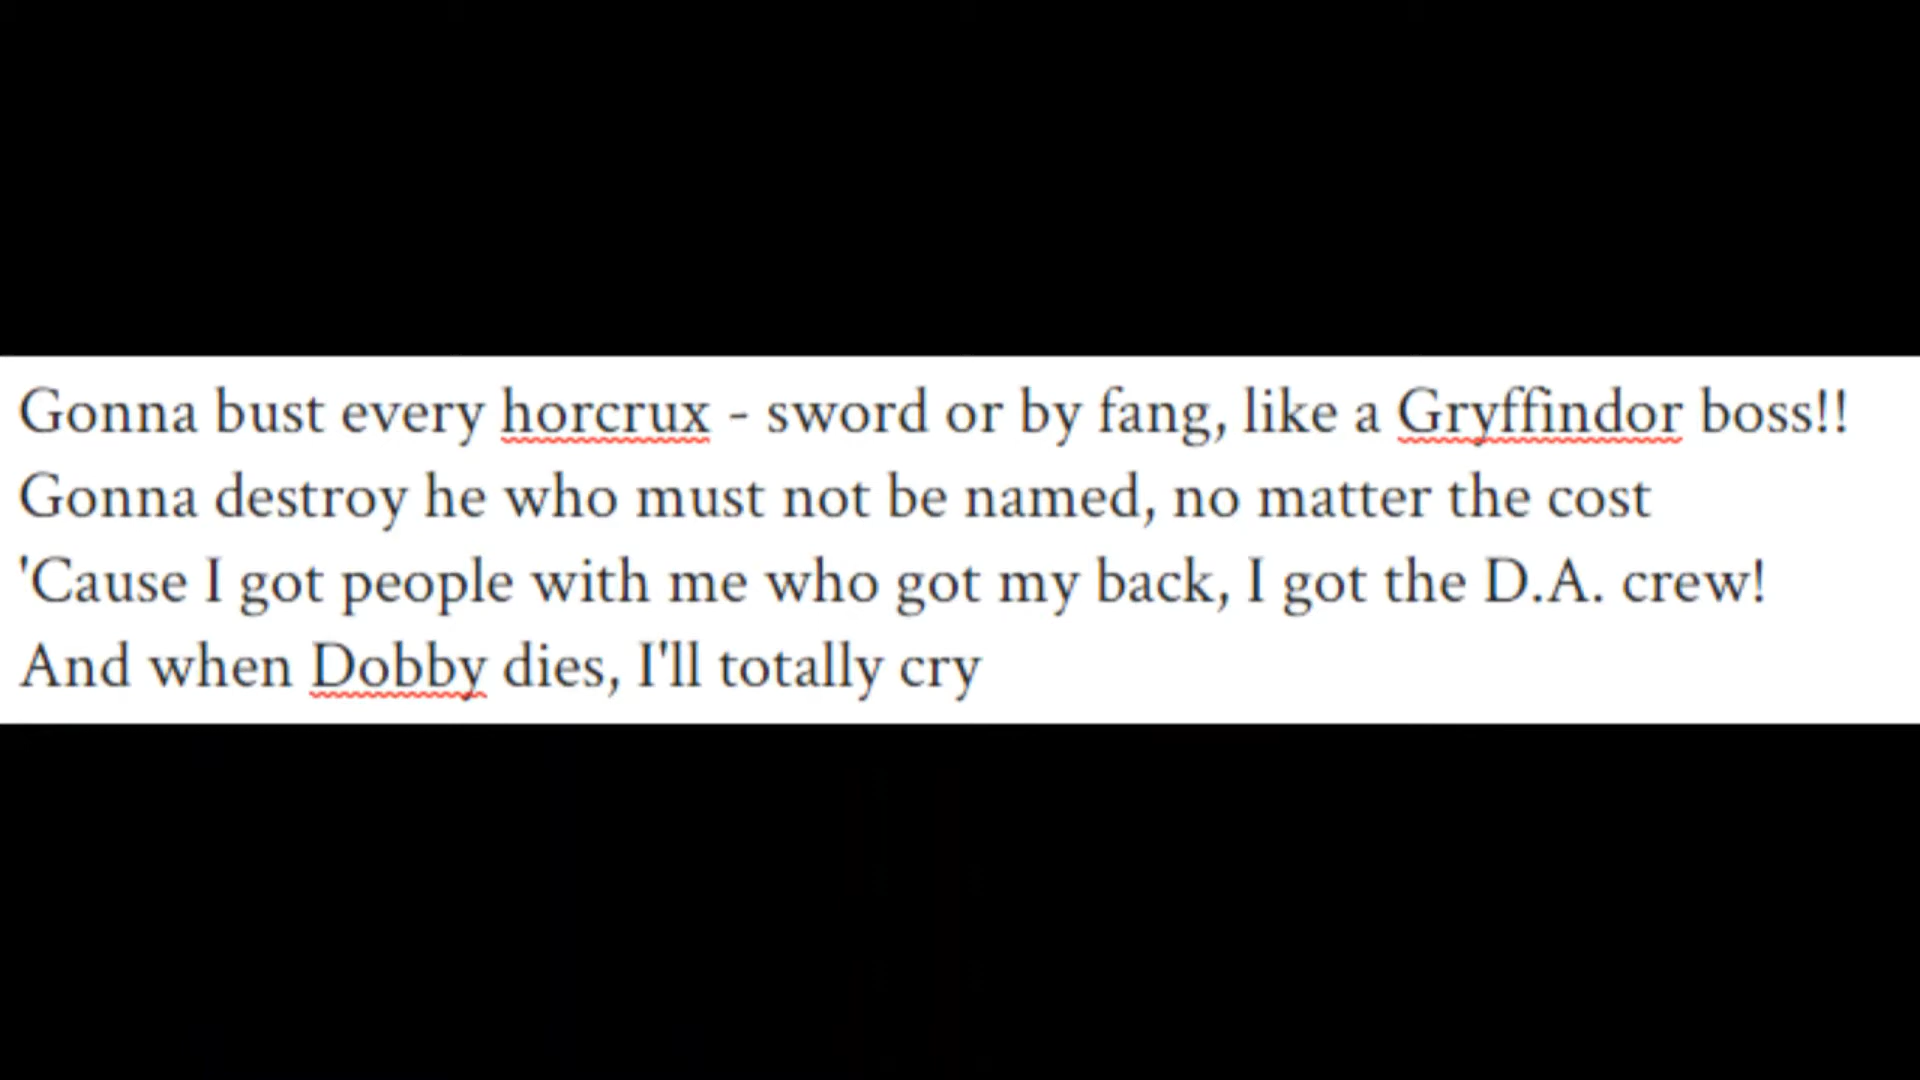 Gonna bust every horcrux - sword or by fang, like a Gryffindor boss!!
Gonna destroy he who must not be named, no matter the cost
'Cause I got people with me who got my back, I got the D.A. crew!
And when Dobby dies, I'll totally cry